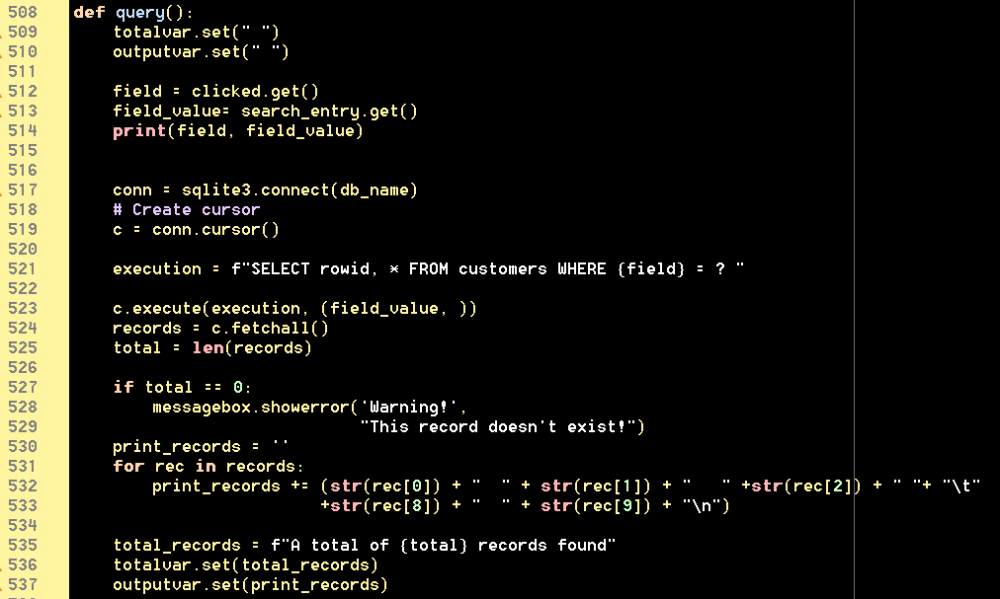 508 def query():
509     totalvar.set(" ")
510     outputvar.set(" ")
511
512     field = clicked.get()
513     field_value= search_entry.get()
514     print(field, field_value)
515
516
517     conn = sqlite3.connect(db_name)
518     # Create cursor
519     c = conn.cursor()
520
521     execution = f"SELECT rowid, * FROM customers WHERE {field} = ? "
522
523     c.execute(execution, (field_value, ))
524     records = c.fetchall()
525     total = len(records)
526
527     if total == 0:
528         messagebox.showerror('Warning!',
529                              "This record doesn't exist!")
530     print_records = ''
531     for rec in records:
532         print_records += (str(rec[0]) + "  " + str(rec[1]) + "   " +str(rec[2]) + " "+ "\t"
533                          +str(rec[8]) + "  " + str(rec[9]) + "\n")
534
535     total_records = f"A total of {total} records found"
536     totalvar.set(total_records)
537     outputvar.set(print_records)